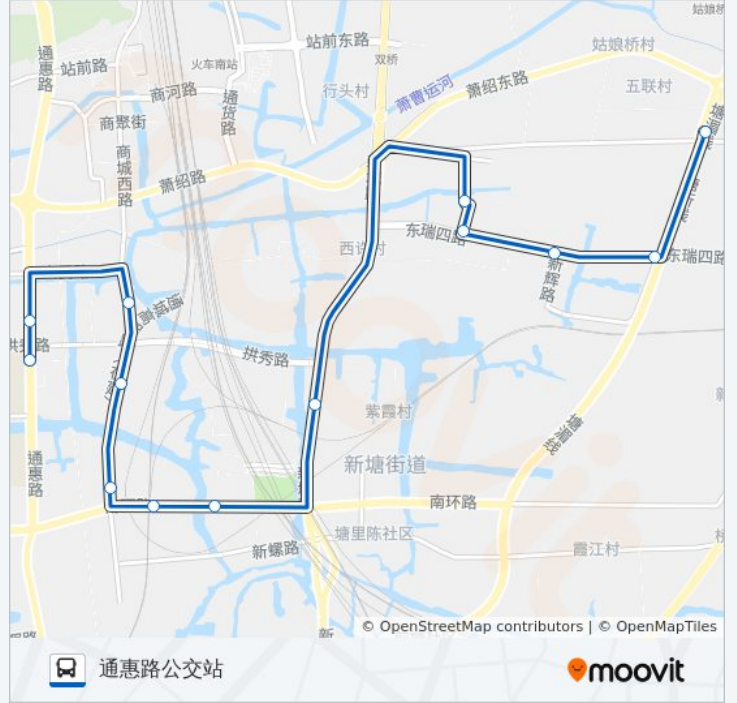 姑娘桥
站前东路
姑娘桥村
通惠路
站前路
火车南站
双桥
行头村
萧曹运河
萧绍东路
五联村
商河路
通货路
商聚街
商城西路
萧绍路
东瑞四路
西许村
东瑞四路
新辉路
拱秀路
紫霞村
塘湄线
新塘街道
通惠路
南环路
塘里陈社区
新螺路
霞江村
© OpenStreetMap contributors | © OpenMapTiles
通惠路公交站
moovit